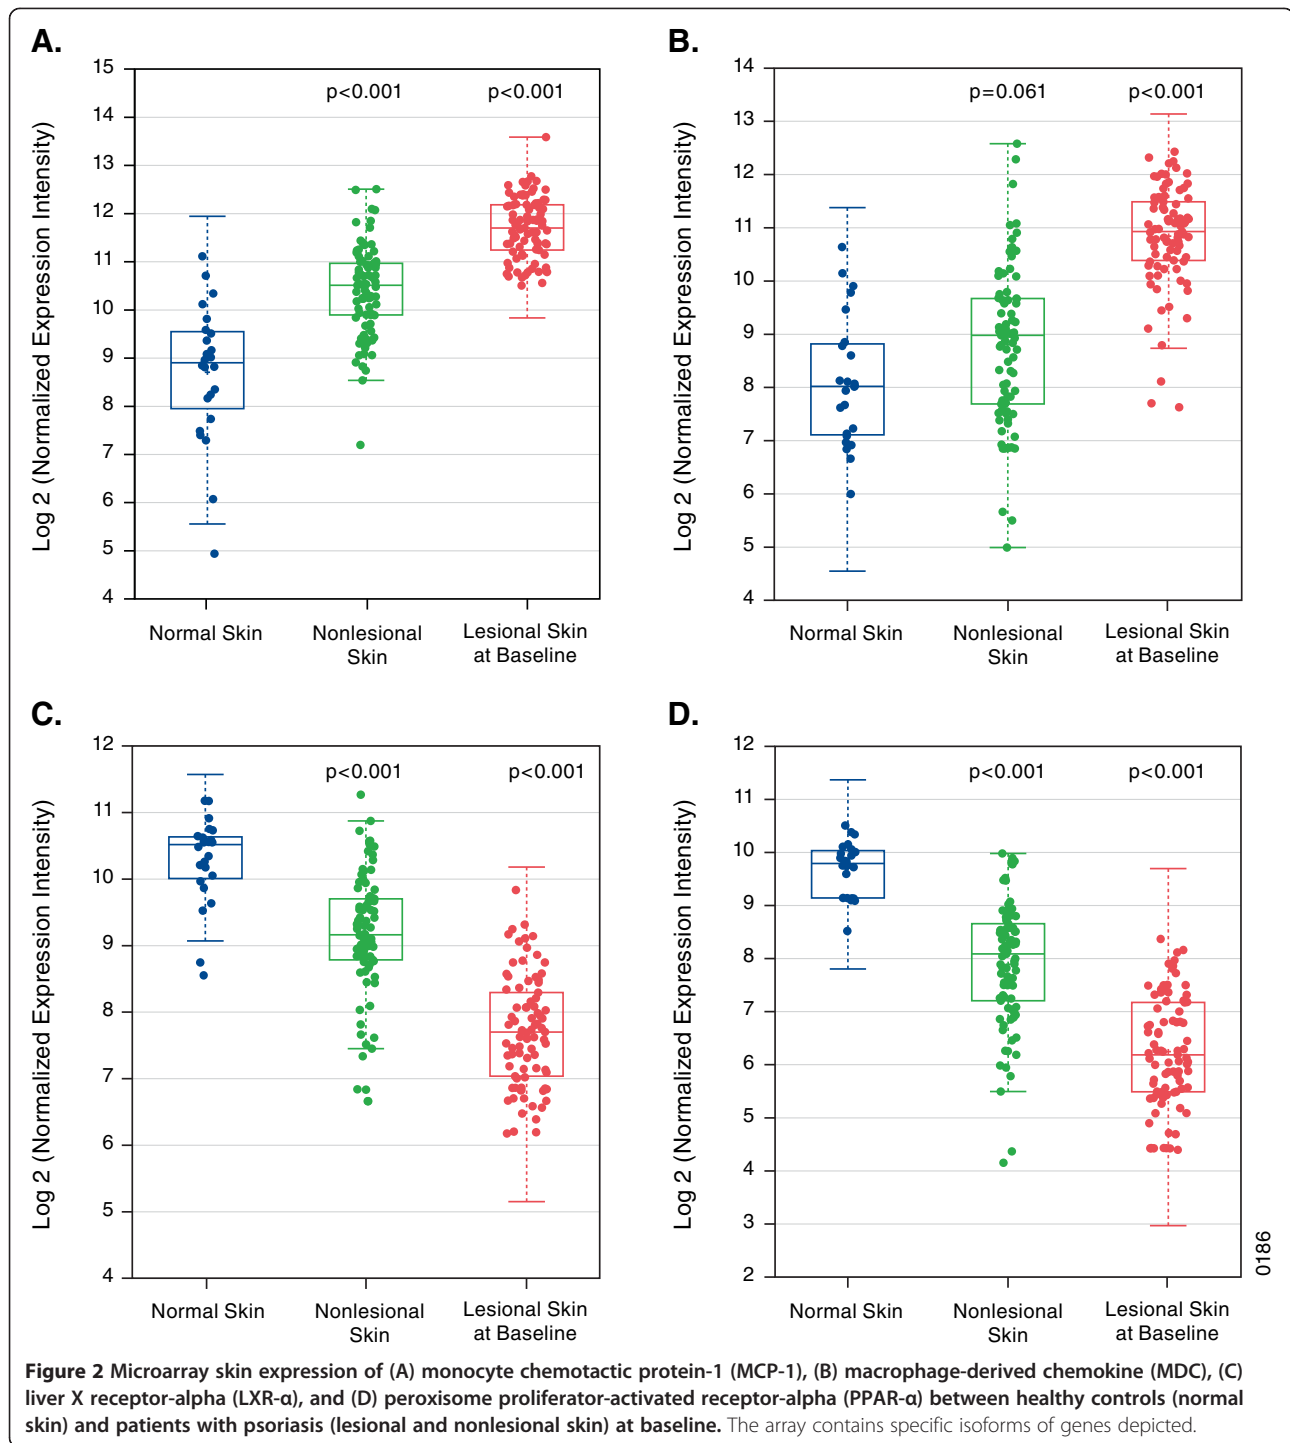 A.
Log 2 (Normalized Expression Intensity)
15
14
13
12
11
10
9
8
7
6
5
4
p<0.001
p<0.001
Normal Skin
Nonlesional
Skin
Lesional Skin
at Baseline
B.
Log 2 (Normalized Expression Intensity)
14
13
12
11
10
9
8
7
6
5
4
p=0.061
p<0.001
Normal Skin
Nonlesional
Skin
Lesional Skin
at Baseline
C.
Log 2 (Normalized Expression Intensity)
12
11
10
9
8
7
6
5
4
p<0.001
p<0.001
Normal Skin
Nonlesional
Skin
Lesional Skin
at Baseline
D.
Log 2 (Normalized Expression Intensity)
12
11
10
9
8
7
6
5
4
3
2
p<0.001
p<0.001
Normal Skin
Nonlesional
Skin
Lesional Skin
at Baseline
0186
Figure 2 Microarray skin expression of (A) monocyte chemotactic protein-1 (MCP-1), (B) macrophage-derived chemokine (MDC), (C)
liver X receptor-alpha (LXR-α), and (D) peroxisome proliferator-activated receptor-alpha (PPAR-α) between healthy controls (normal
skin) and patients with psoriasis (lesional and nonlesional skin) at baseline. The array contains specific isoforms of genes depicted.